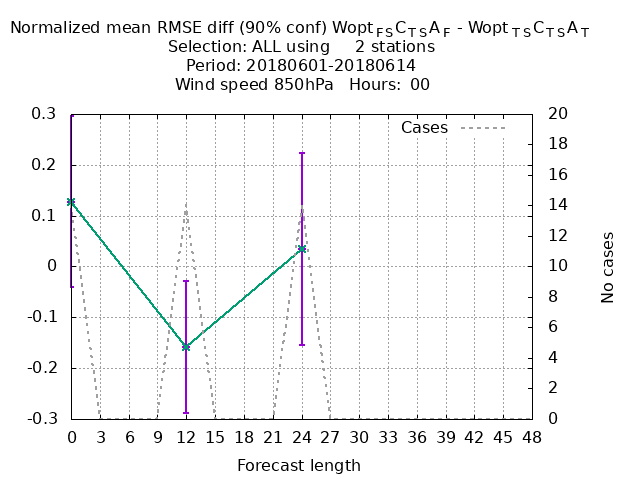 Normalized mean RMSE diff (90% conf) Wopt FS C TS A F - Wopt TS C TS A T
Selection: ALL using 2 stations
Period: 20180601-20180614
Wind speed 850hPa Hours: 00
Cases
0.3
0.2
0.1
0
-0.1
-0.2
-0.3
20
18
16
14
12
10
8
6
4
2
0
No cases
0 3 6 9 12 15 18 21 24 27 30 33 36 39 42 45 48
Forecast length